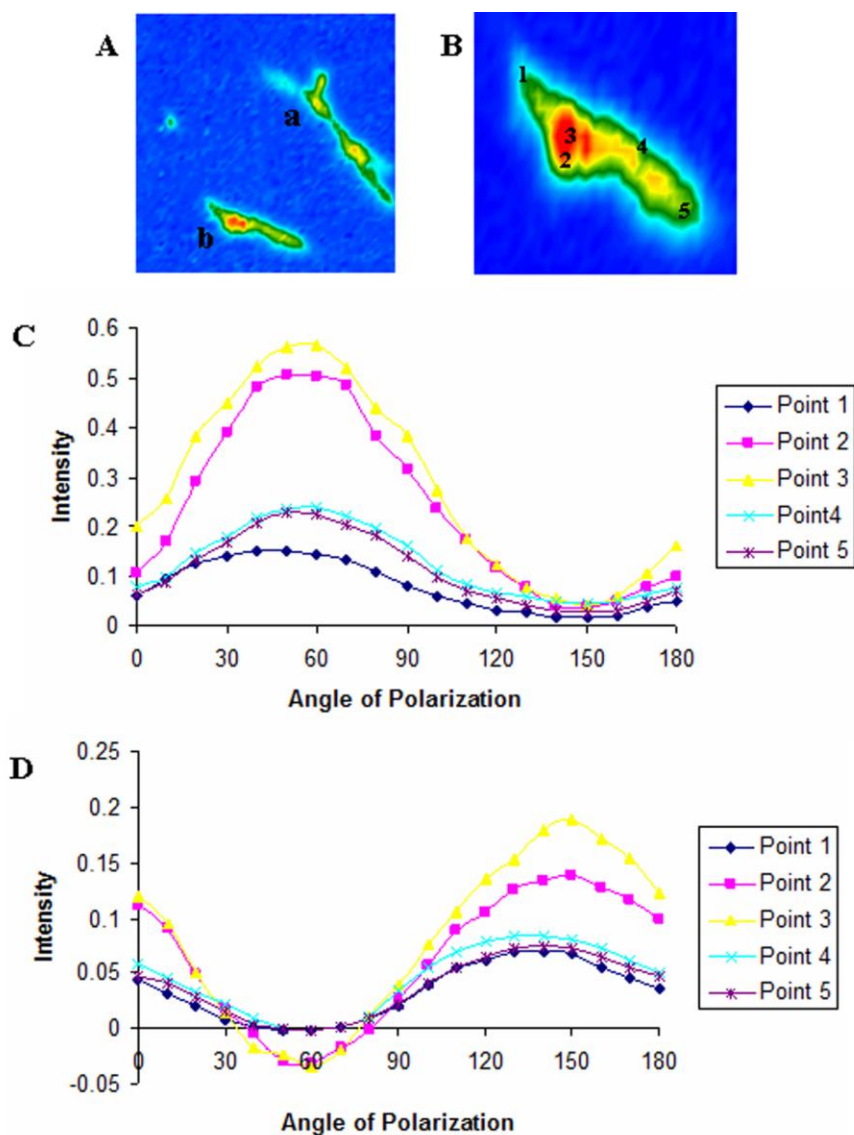 A
B
a
b
1
2
3
4
5
C
0.6
0.5
0.4
0.3
0.2
0.1
0
Intensity
0 30 60 90 120 150 180
Angle of Polarization
Point 1
Point 2
Point 3
Point4
Point 5
D
0.25
0.2
0.15
0.1
0.05
0
-0.05
Intensity
0 30 60 90 120 150 180
Angle of Polarization
Point 1
Point 2
Point 3
Point 4
Point 5